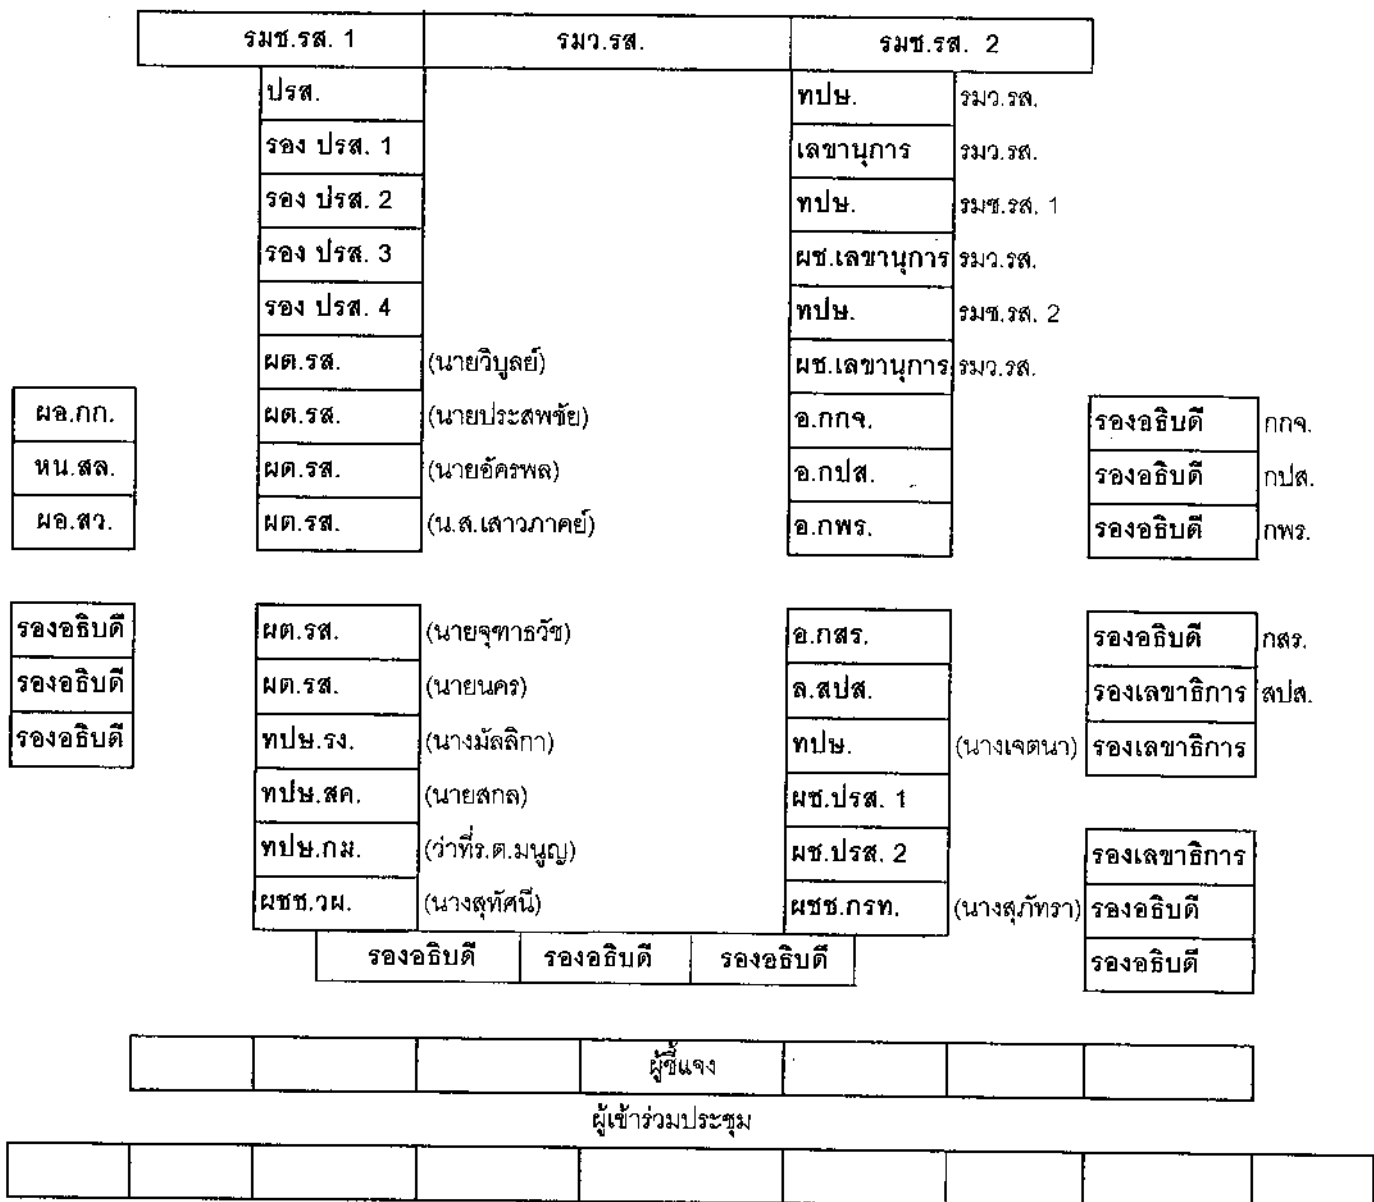 รมช.รส. 1 รมว.รส. รมช.รส. 2
ปรส. ทปษ. รมว.รส.
รอง ปรส. 1 เลขานุการ รมว.รส.
รอง ปรส. 2 ทปษ. รมช.รส. 1
รอง ปรส. 3 ผช.เลขานุการ รมว.รส.
รอง ปรส. 4 ทปษ. รมช.รส. 2
ผต.รส. (นายวิบูลย์) ผช.เลขานุการ รมว.รส.
ผอ.กก. ผต.รส. (นายประสพชัย) อ.กกจ. รองอธิบดี กกจ.
หน.สล. ผต.รส. (นายอัครพล) อ.กปส. รองอธิบดี กปส.
ผอ.สว. ผต.รส. (น.ส.เสาวภาคย์) อ.กพร. รองอธิบดี กพร.
รองอธิบดี ผต.รส. (นายจุฑาธวัช) อ.กสร. รองอธิบดี กสร.
รองอธิบดี ผต.รส. (นายนคร) ล.สปส. รองเลขาธิการ สปส.
รองอธิบดี ทปษ.รง. (นางมัลลิกา) ทปษ. (นางเจตนา) รองเลขาธิการ
ทปษ.สค. (นายสกล) ผช.ปรส. 1
ทปษ.กม. (ว่าที่ร.ต.มนูญ) ผช.ปรส. 2 รองเลขาธิการ
ผชช.วผ. (นางสุทัศนี) ผชช.กรท. (นางสุภัทรา) รองอธิบดี
รองอธิบดี รองอธิบดี รองอธิบดี รองอธิบดี
ผู้ชี้แจง
ผู้เข้าร่วมประชุม